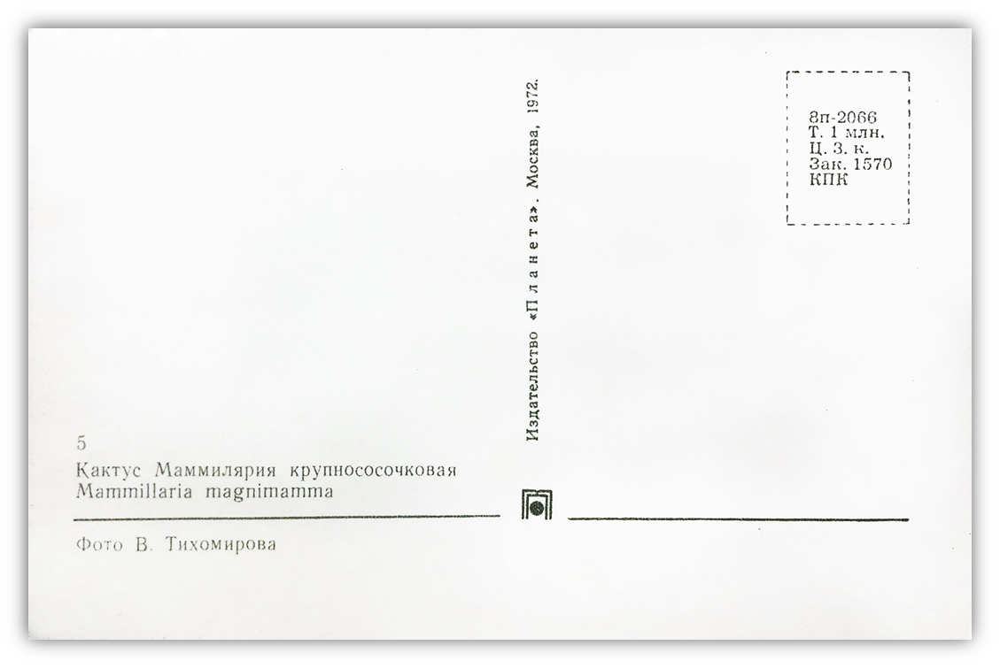 5
Кактус Маммилярия крупнососочковая
Mammillaria magnimamma
Фото В. Тихомирова
Издательство «Планета». Москва, 1972.
8п-2066
Т. 1 млн.
Ц. 3. к.
Зак. 1570
КПК